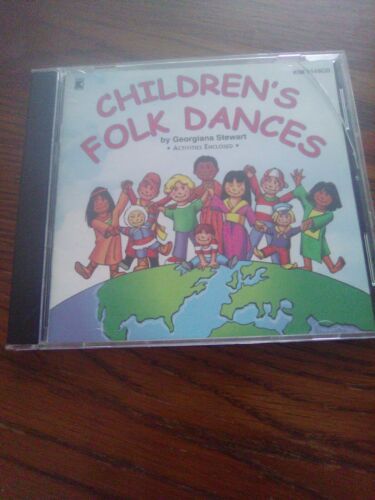 CHILDREN'S
FOLK DANCES
by Georgiana Stewart
• ACTIVITIES ENCLOSED •